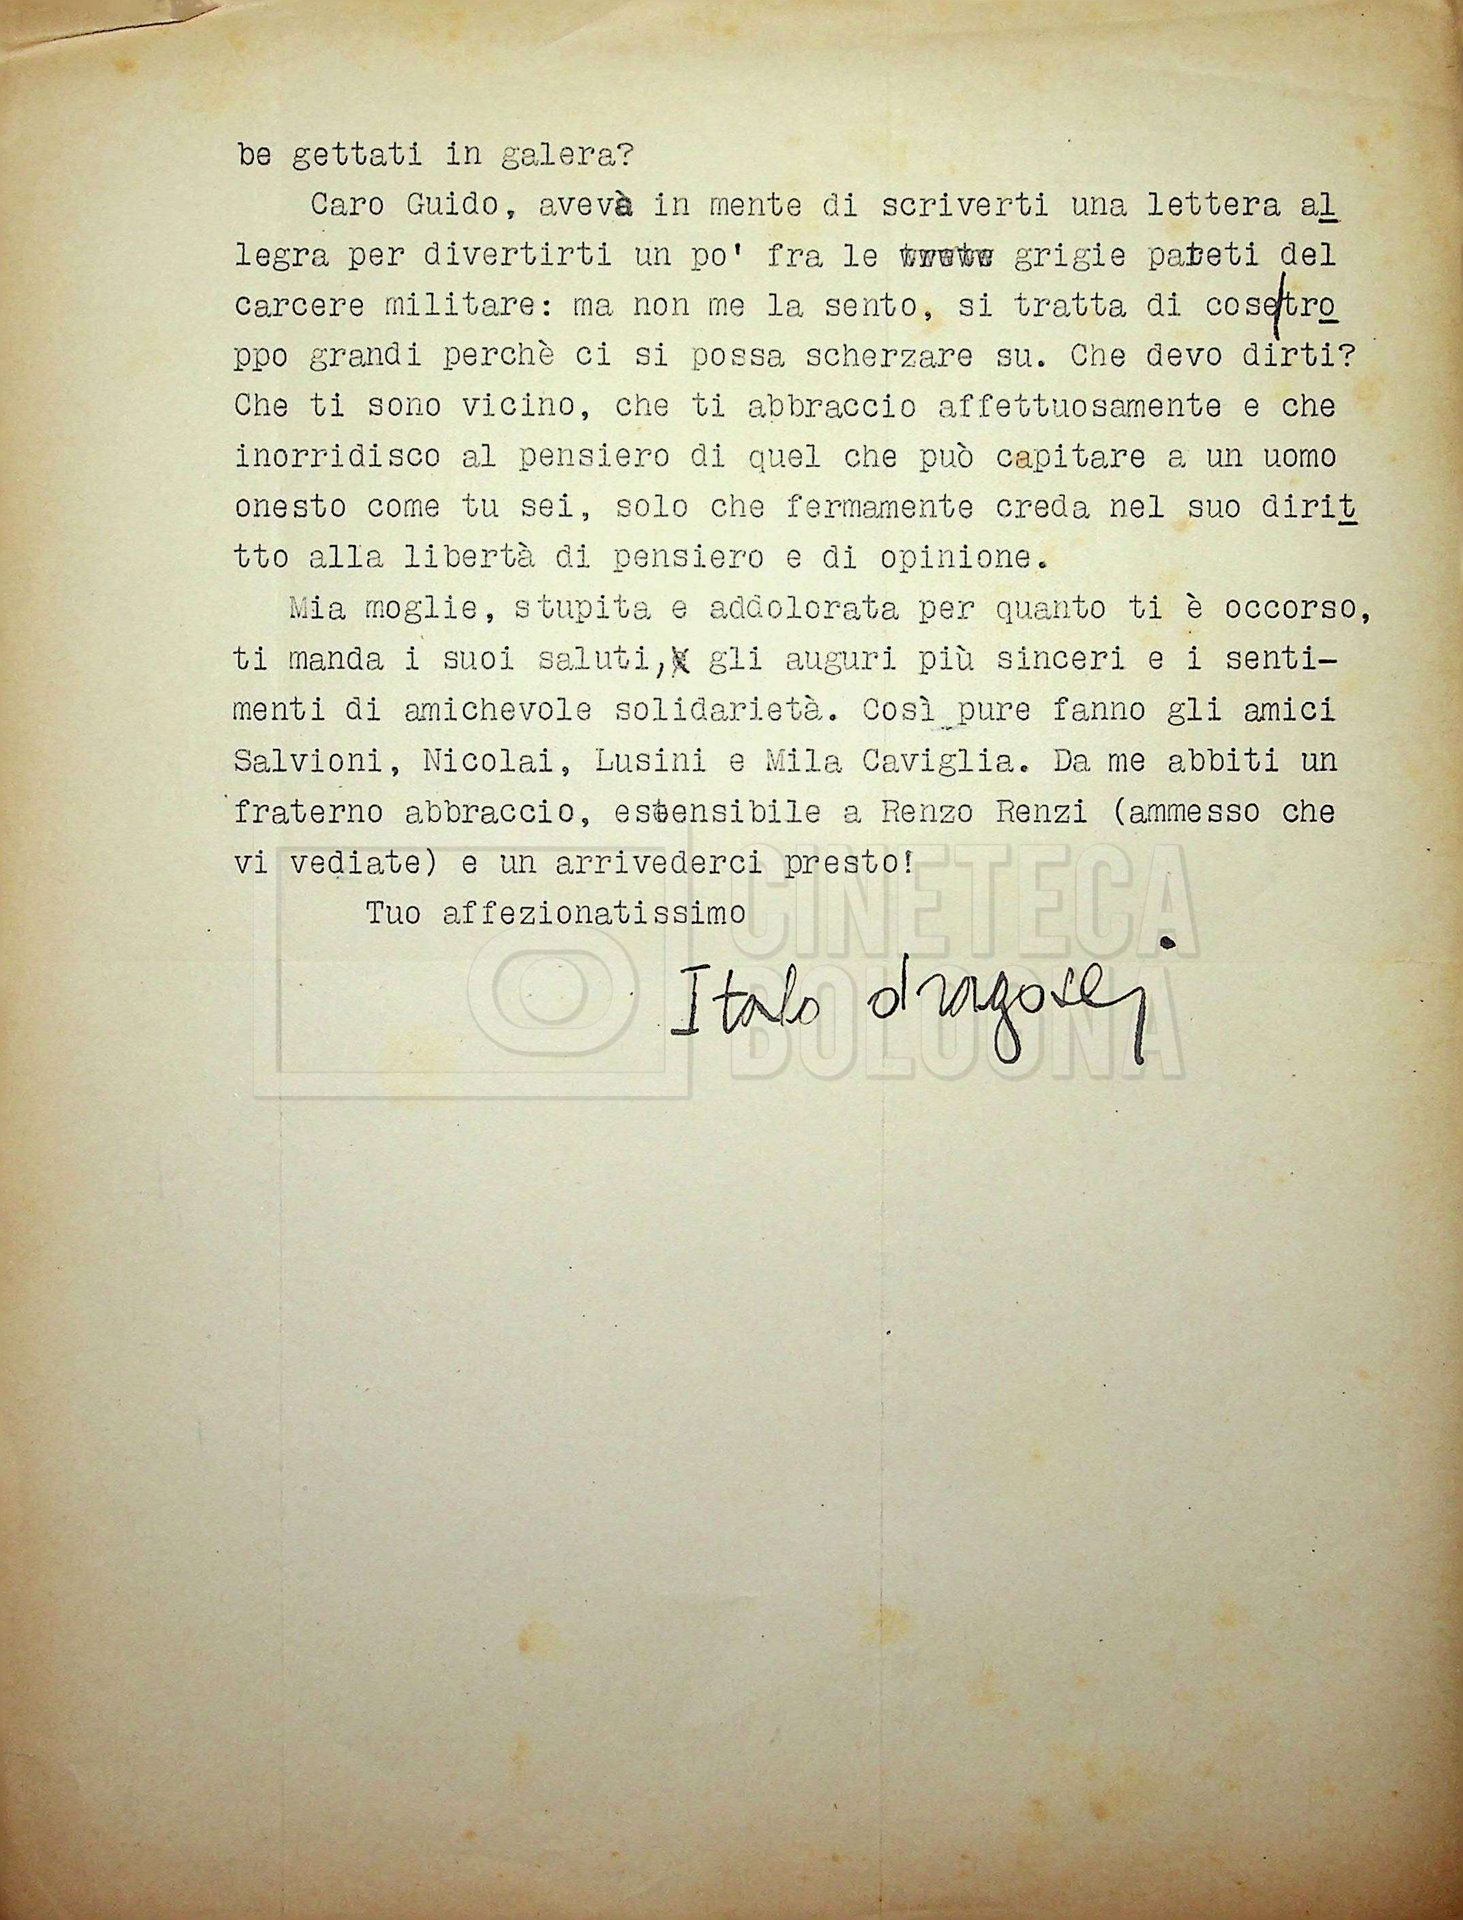 be gettati in galera?
Caro Guido, avevà in mente di scriverti una lettera al
legra per divertirti un po' fra le grigie pareti del
carcere militare: ma non me la sento, si tratta di cose/tro
ppo grandi perchè ci si possa scherzare su. Che devo dirti?
Che ti sono vicino, che ti abbraccio affettuosamente e che
inorridisco al pensiero di quel che può capitare a un uomo
onesto come tu sei, solo che fermamente creda nel suo dirit
tto alla libertà di pensiero e di opinione.
Mia moglie, stupita e addolorata per quanto ti è occorso,
ti manda i suoi saluti, gli auguri più sinceri e i senti-
menti di amichevole solidarietà. Così pure fanno gli amici
Salvioni, Nicolai, Lusini e Mila Caviglia. Da me abbiti un
fraterno abbraccio, estensibile a Renzo Renzi (ammesso che
vi vediate) e un arrivederci presto!
Tuo affezionatissimo
Italo dragosei
CINETECA
BOLOGNA